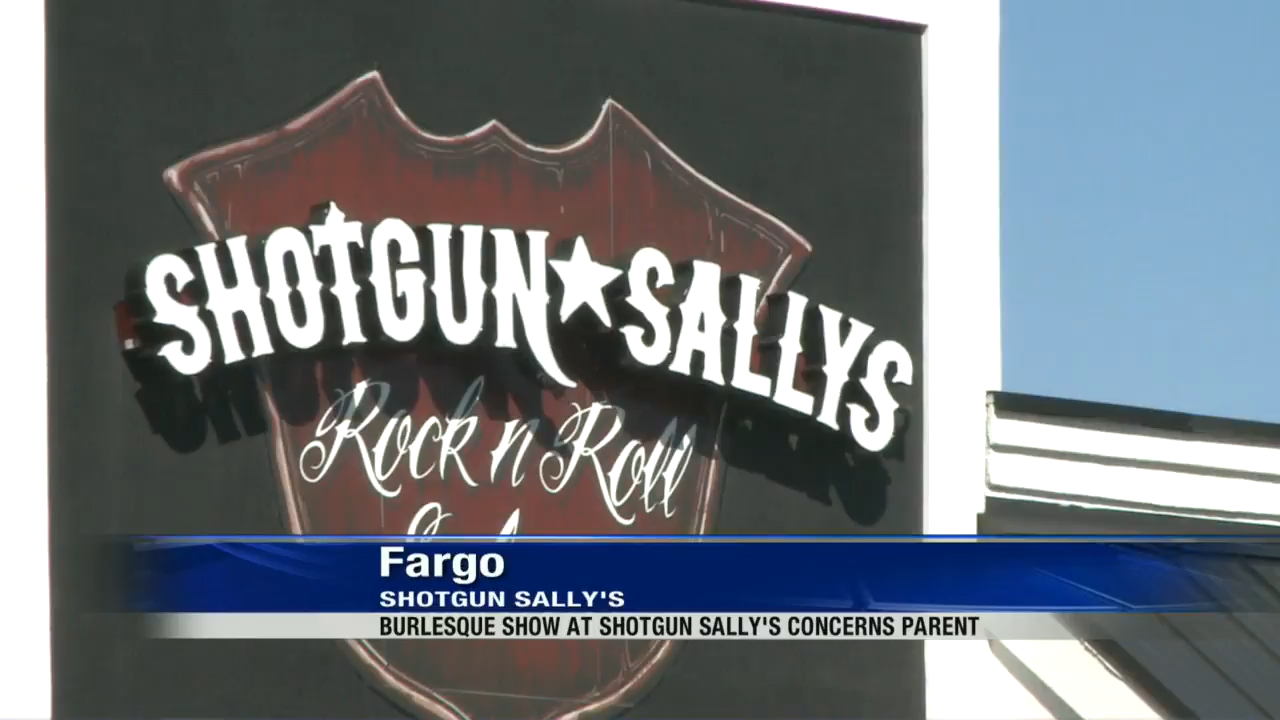 SHOTGUN★SALLYS
Rock n Roll
Fargo
SHOTGUN SALLY'S
BURLESQUE SHOW AT SHOTGUN SALLY'S CONCERNS PARENT